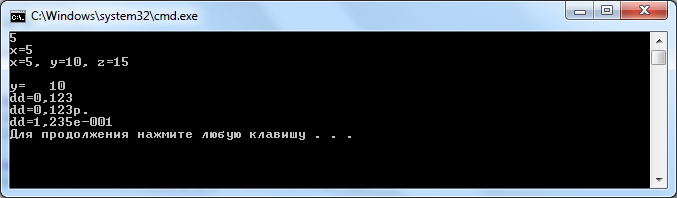 C:\Windows\system32\cmd.exe
5
x=5
x=5, y=10, z=15
y=   10
dd=0,123
dd=0,123р.
dd=1,235e-001
Для продолжения нажмите любую клавишу . . .